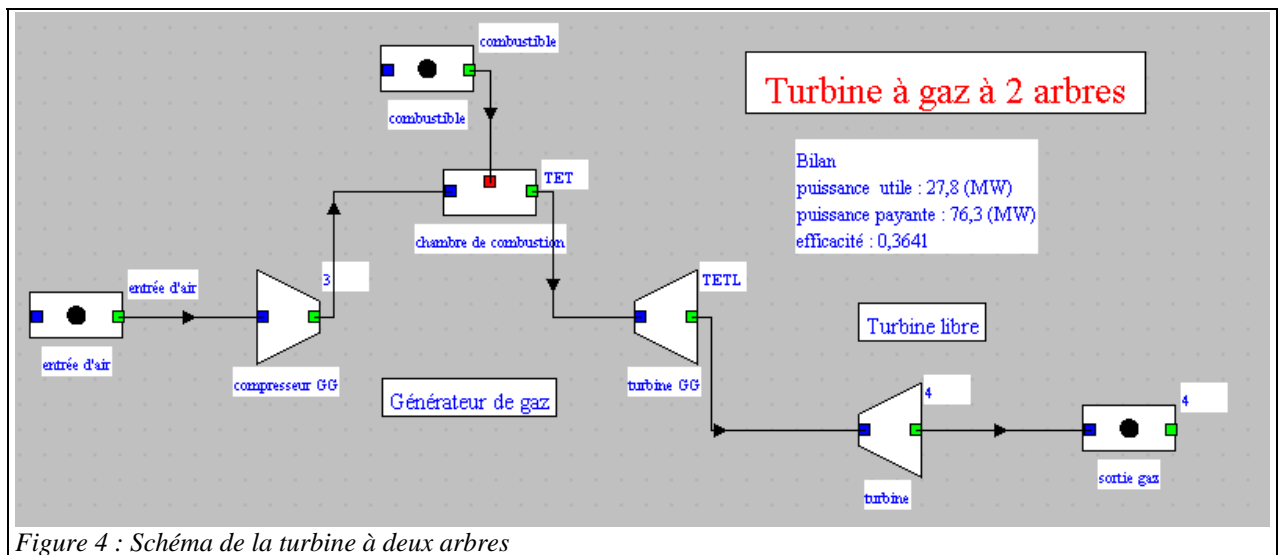 combustible
combustible
Turbine à gaz à 2 arbres
Bilan
puissance utile : 27,8 (MW)
puissance payante : 76,3 (MW)
efficacité : 0,3641
TET
chambre de combustion
3
entrée d'air
entrée d'air
compresseur GG
Générateur de gaz
TETL
turbine GG
Turbine libre
4
turbine
4
sortie gaz
Figure 4 : Schéma de la turbine à deux arbres